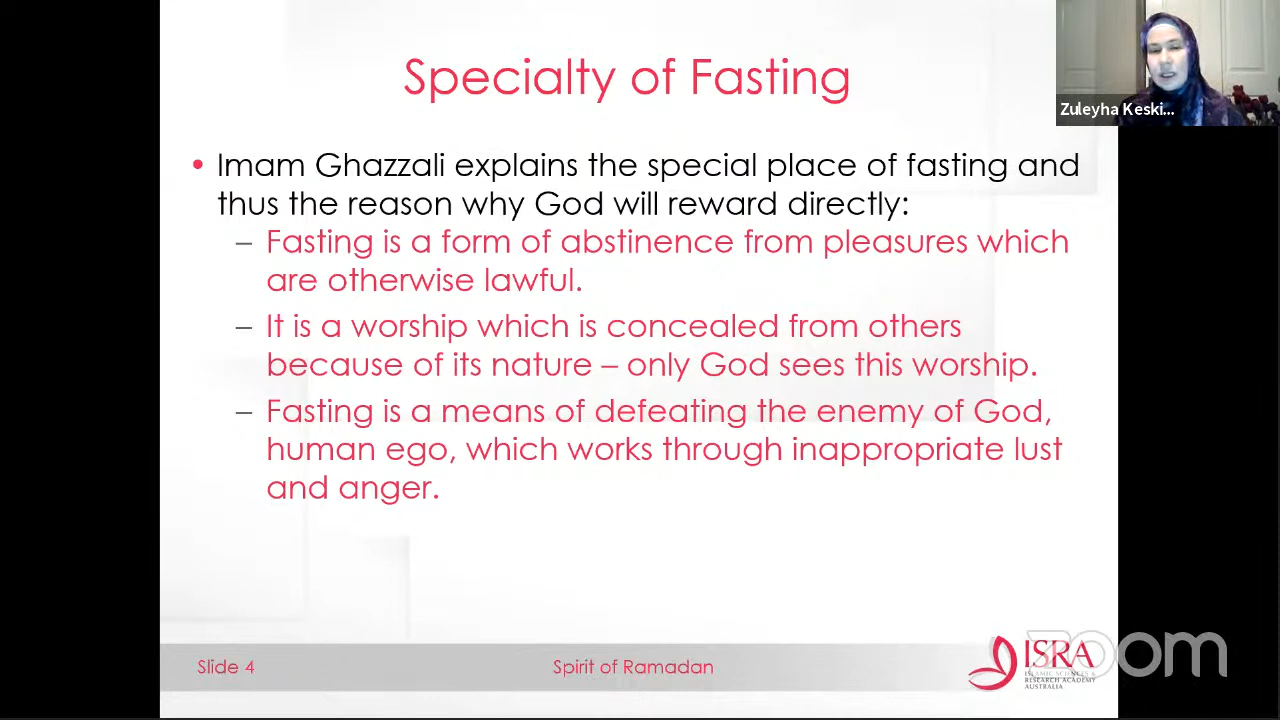 Specialty of Fasting
Zuleyha Keski...
• Imam Ghazzali explains the special place of fasting and
thus the reason why God will reward directly:
– Fasting is a form of abstinence from pleasures which
are otherwise lawful.
– It is a worship which is concealed from others
because of its nature – only God sees this worship.
– Fasting is a means of defeating the enemy of God,
human ego, which works through inappropriate lust
and anger.
Slide 4
Spirit of Ramadan
ISRA
ISLAMIC SCIENCES &
RESEARCH ACADEMY
AUSTRALIA
zoom